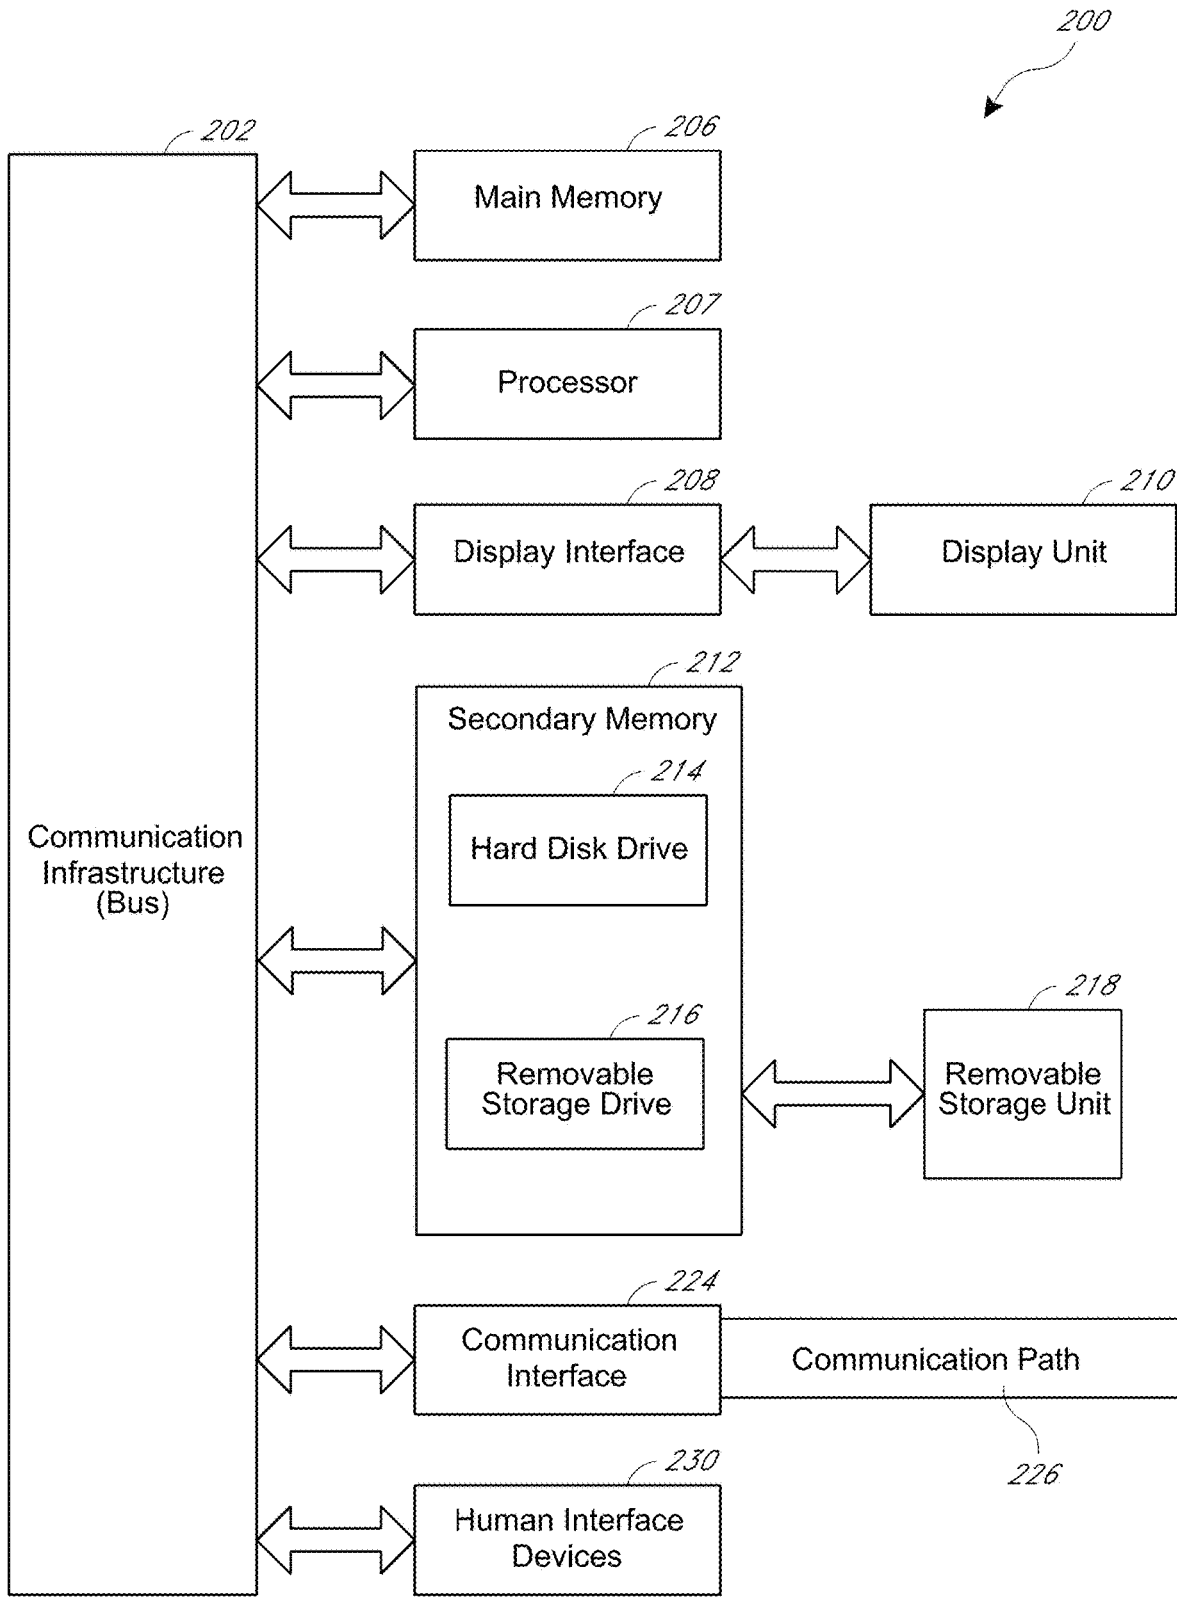 200
202
206
Main Memory
207
Processor
208
Display Interface
210
Display Unit
212
Secondary Memory
214
Hard Disk Drive
Communication
Infrastructure
(Bus)
216
Removable
Storage Drive
218
Removable
Storage Unit
224
Communication
Interface
Communication Path
226
230
Human Interface
Devices